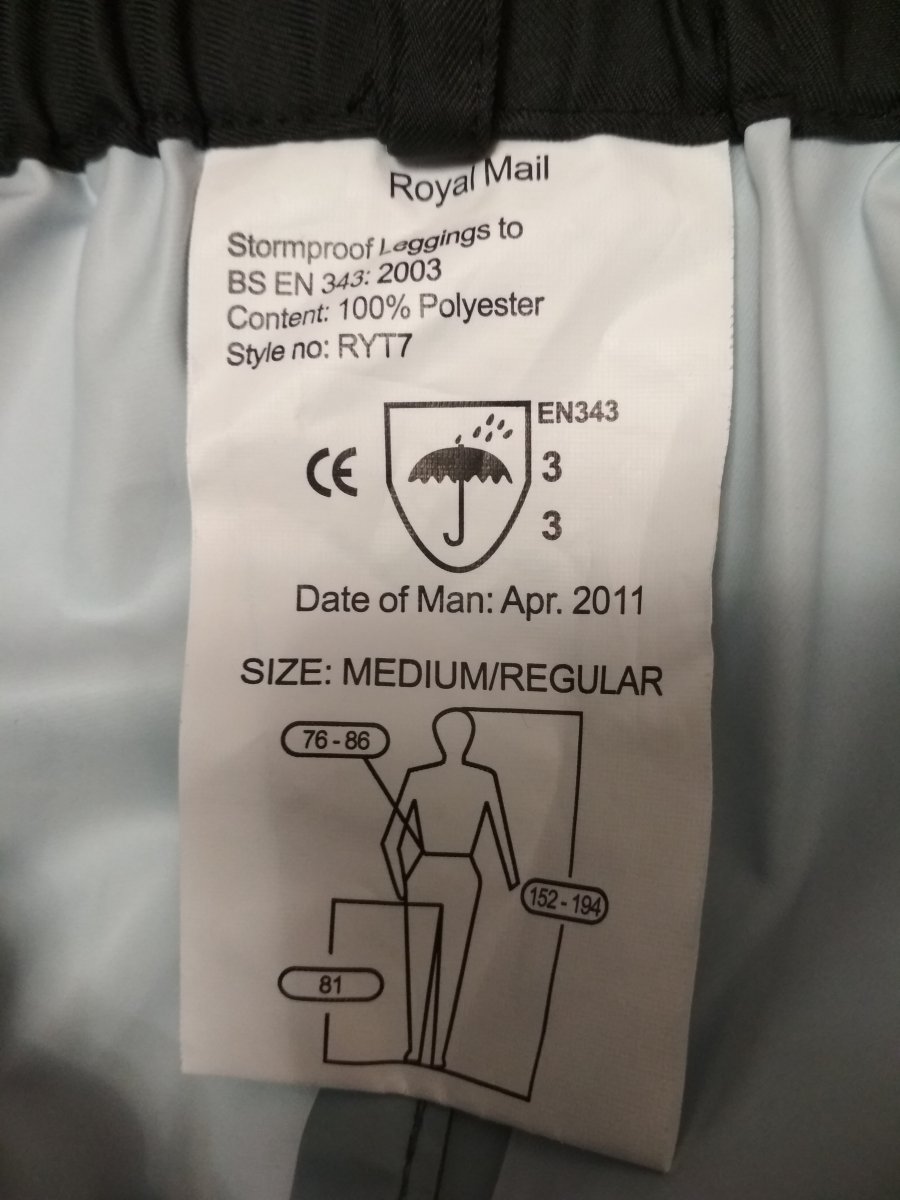 Royal Mail
Stormproof Leggings to
BS EN 343: 2003
Content: 100% Polyester
Style no: RYT7
CE
EN343
3
3
Date of Man: Apr. 2011
SIZE: MEDIUM/REGULAR
76 - 86
152 - 194
81